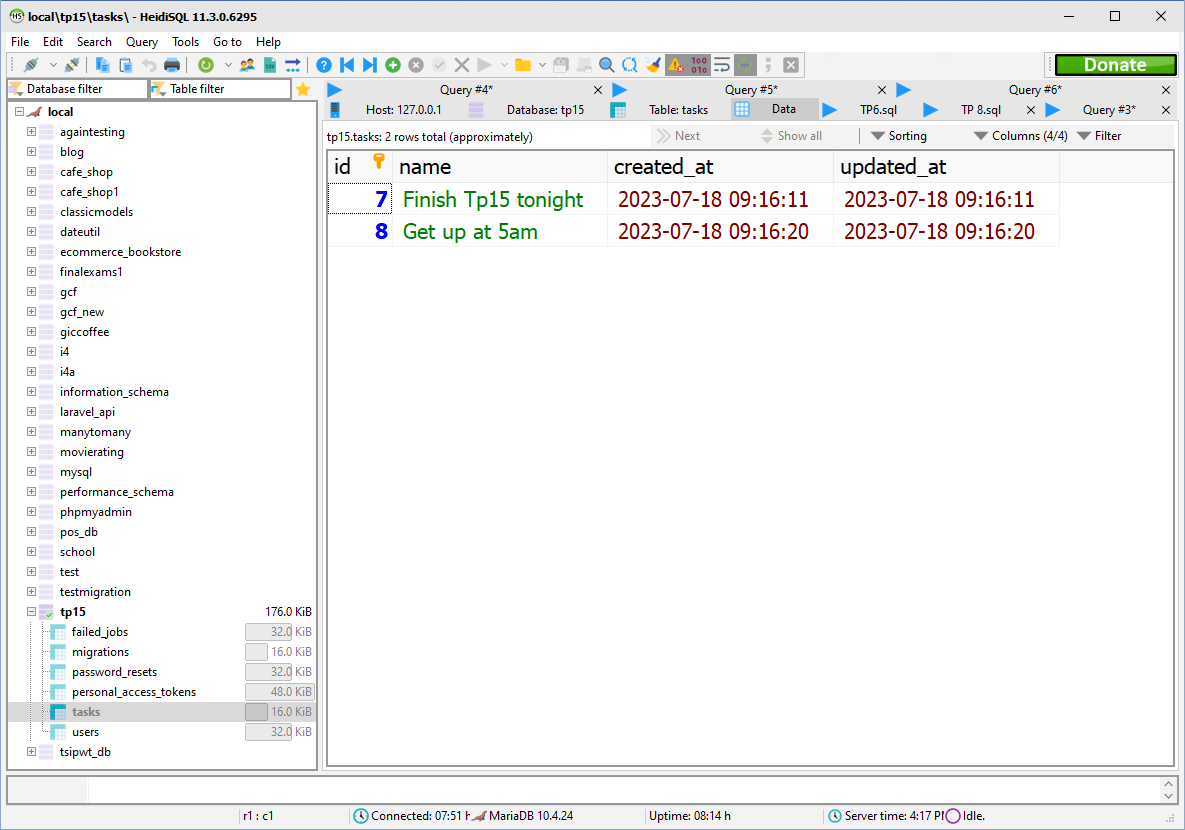 local\tp15\tasks\ - HeidiSQL 11.3.0.6295
File Edit Search Query Tools Go to Help
Donate
Database filter Table filter
Query #4* Query #5* Query #6*
Host: 127.0.0.1 Database: tp15 Table: tasks Data TP6.sql TP 8.sql Query #3*
tp15.tasks: 2 rows total (approximately) Next Show all Sorting Columns (4/4) Filter
id name created_at updated_at
7 Finish Tp15 tonight 2023-07-18 09:16:11 2023-07-18 09:16:11
8 Get up at 5am 2023-07-18 09:16:20 2023-07-18 09:16:20
local
againtesting
blog
cafe_shop
cafe_shop1
classicmodels
dateutil
ecommerce_bookstore
finalexams1
gcf
gcf_new
giccoffee
i4
i4a
information_schema
laravel_api
manytomany
movierating
mysql
performance_schema
phpmyadmin
pos_db
school
test
testmigration
tp15 176.0 KiB
failed_jobs 32.0 KiB
migrations 16.0 KiB
password_resets 32.0 KiB
personal_access_tokens 48.0 KiB
tasks 16.0 KiB
users 32.0 KiB
tsipwt_db
r1 : c1 Connected: 07:51 h MariaDB 10.4.24 Uptime: 08:14 h Server time: 4:17 PM Idle.